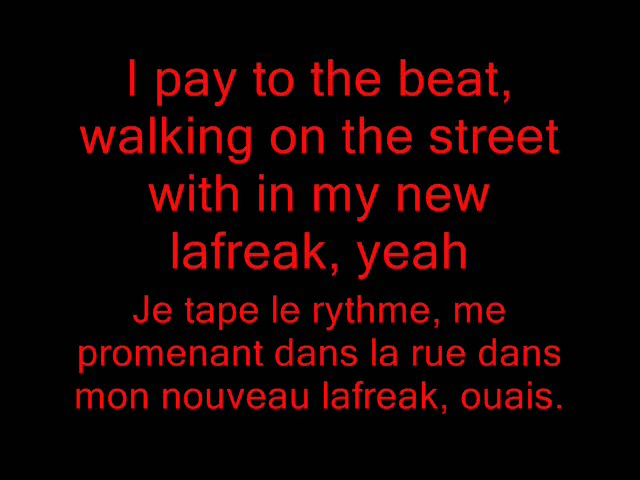 I pay to the beat,
walking on the street
with in my new
lafreak, yeah
Je tape le rythme, me
promenant dans la rue dans
mon nouveau lafreak, ouais.